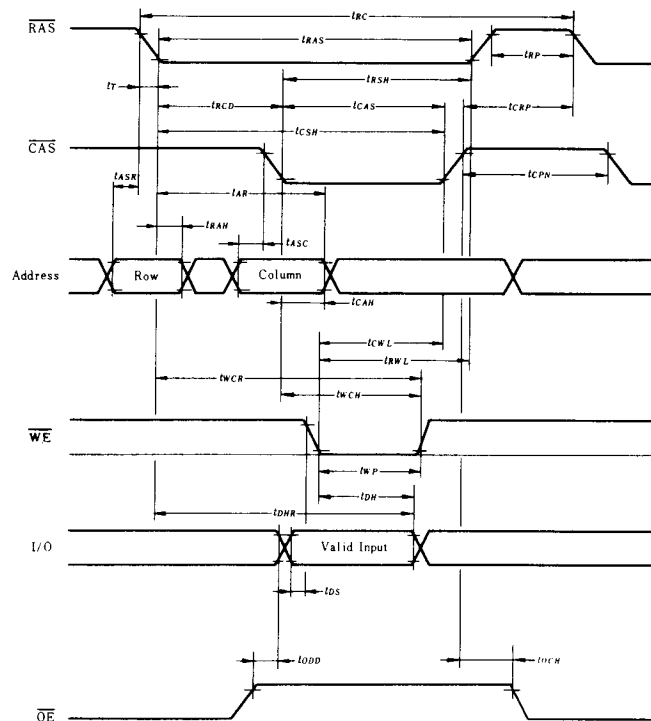 tRC
RAS
tRAS
tRP
tT
tRSH
tRCD
tCAS
tCRP
tCSH
CAS
tASR
tCPN
tAR
tRAH
tASC
Address
Row
Column
tCAH
tCWL
tRWL
tWCR
tWCH
WE
tWP
tDH
tDHR
I/O
Valid Input
tDS
tODD
tOCH
OE